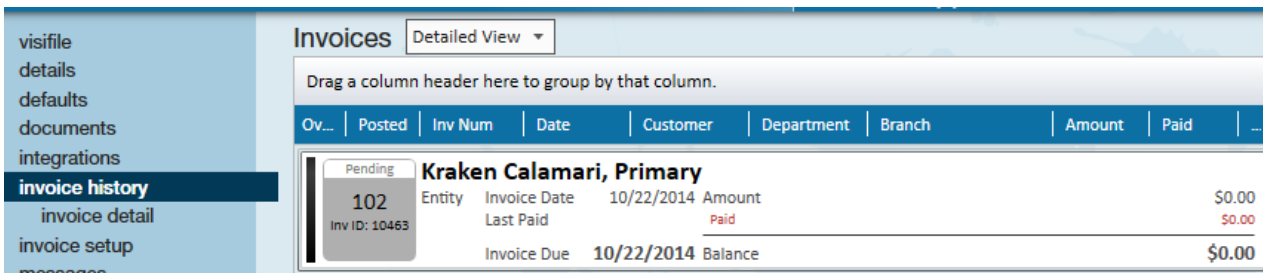 visifile
details
defaults
documents
integrations
invoice history
invoice detail
invoice setup
Invoices Detailed View
Drag a column header here to group by that column.
Ov... Posted Inv Num Date Customer Department Branch Amount Paid ...
Pending
102
Inv ID: 10463
Kraken Calamari, Primary
Entity Invoice Date 10/22/2014 Amount $0.00
Last Paid Paid $0.00
Invoice Due 10/22/2014 Balance $0.00